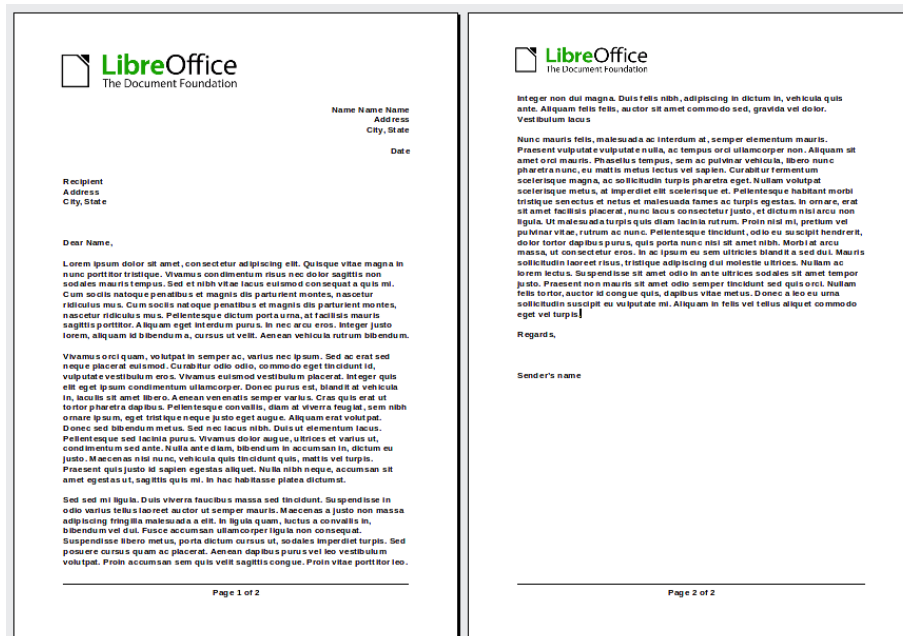 LibreOffice
The Document Foundation
Name Name Name
Address
City, State
Date
Recipient
Address
City, State
Dear Name,
Lorem ipsum dolor sit amet, consectetur adipiscing elit. Quisque vitae magna in
nunc porttitor tristique. Vivamus condimentum risus nec dolor sagittis non
sodales mauris tempus. Sed et nibh vitae lacus euismod consequat a quis mi.
Cum sociis natoque penatibus et magnis dis parturient montes, nascetur
ridiculus mus. Cum sociis natoque penatibus et magnis dis parturient montes,
nascetur ridiculus mus. Pellentesque dictum porta urna, at facilisis mauris
sagittis porttitor. Aliquam eget interdum purus. In nec arcu eros. Integer justo
lorem, aliquam id bibendum a, cursus ut velit. Aenean vehicula rutrum bibendum.
Vivamus orci quam, volutpat in semper ac, varius nec ipsum. Sed ac erat sed
neque placerat euismod. Curabitur odio odio, commodo eget tincidunt id,
vulputate vestibulum eros. Vivamus euismod vestibulum placerat. Integer quis
elit eget ipsum condimentum ullamcorper. Donec purus est, blandit at vehicula
in, iaculis sit amet libero. Aenean venenatis semper varius. Cras quis erat ut
tortor pharetra dapibus. Pellentesque convallis, diam at viverra feugiat, sem nibh
ornare ipsum, eget tristique neque justo eget augue. Aliquam erat volutpat.
Donec sed bibendum metus. Sed nec lacus nibh. Duis ut elementum lacus.
Pellentesque sed lacinia purus. Vivamus dolor augue, ultrices et varius ut,
condimentum sed ante. Nulla ante diam, bibendum in accumsan in, dictum eu
justo. Maecenas nisi nunc, vehicula quis tincidunt quis, mattis vel turpis.
Praesent quis justo id sapien egestas aliquet. Nulla nibh neque, accumsan sit
amet egestas ut, sagittis quis mi. In hac habitasse platea dictumst.
Sed sed mi ligula. Duis viverra faucibus massa sed tincidunt. Suspendisse in
odio varius tellus laoreet auctor ut semper mauris. Maecenas a justo non massa
adipiscing fringilla malesuada a elit. In ligula quam, luctus a convallis in,
bibendum vel dui. Fusce accumsan ullamcorper ligula non consequat.
Suspendisse libero metus, porta dictum cursus ut, sodales imperdiet turpis. Sed
posuere cursus quam ac placerat. Aenean dapibus purus vel leo vestibulum
volutpat. Proin accumsan sem quis velit sagittis congue. Proin vitae porttitor leo.
Page 1 of 2
LibreOffice
The Document Foundation
Integer non dui magna. Duis felis nibh, adipiscing in dictum in, vehicula quis
ante. Aliquam felis felis, auctor sit amet commodo sed, gravida vel dolor.
Vestibulum lacus
Nunc mauris felis, malesuada ac interdum at, semper elementum mauris.
Praesent vulputate vulputate nulla, ac tempus orci ullamcorper non. Aliquam sit
amet orci mauris. Phasellus tempus, sem ac pulvinar vehicula, libero nunc
pharetra nunc, eu mattis metus lectus vel sapien. Curabitur fermentum
scelerisque magna, ac sollicitudin turpis pharetra eget. Nullam volutpat
scelerisque metus, at imperdiet elit scelerisque et. Pellentesque habitant morbi
tristique senectus et netus et malesuada fames ac turpis egestas. In ornare, erat
sit amet facilisis placerat, nunc lacus consectetur justo, et dictum nisi arcu non
ligula. Ut malesuada turpis quis diam lacinia rutrum. Proin nisl mi, pretium vel
pulvinar vitae, rutrum ac nunc. Pellentesque tincidunt, odio eu suscipit hendrerit,
dolor tortor dapibus purus, quis porta nunc nisi sit amet nibh. Morbi at arcu
massa, ut consectetur eros. In ac ipsum eu sem ultricies blandit a sed dui. Mauris
sollicitudin laoreet risus, tristique adipiscing dui molestie ultrices. Nullam ac
lorem lectus. Suspendisse sit amet odio in ante ultrices sodales sit amet tempor
justo. Praesent non mauris sit amet odio semper tincidunt sed quis orci. Nullam
felis tortor, auctor id congue quis, dapibus vitae metus. Donec a leo eu urna
sollicitudin suscipit eu vulputate mi. Aliquam in felis vel tellus aliquet commodo
eget vel turpis
Regards,
Sender's name
Page 2 of 2